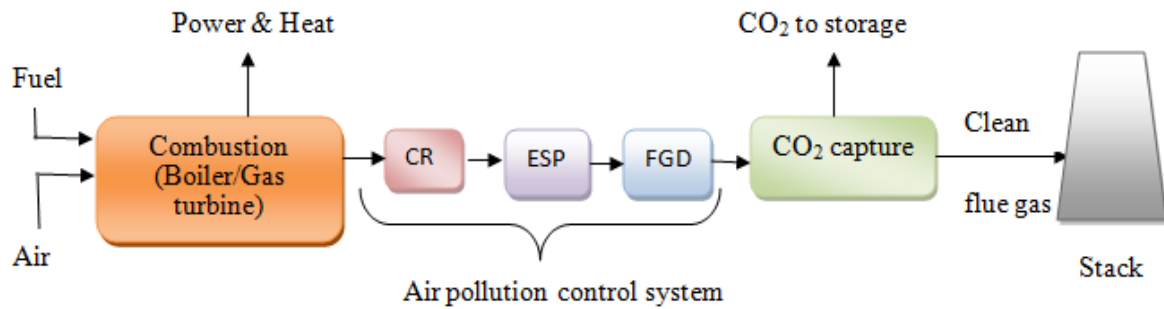 Power & Heat
CO₂ to storage
Fuel
Combustion
(Boiler/Gas
turbine)
CR
ESP
FGD
CO₂ capture
Clean
flue gas
Air
Stack
Air pollution control system